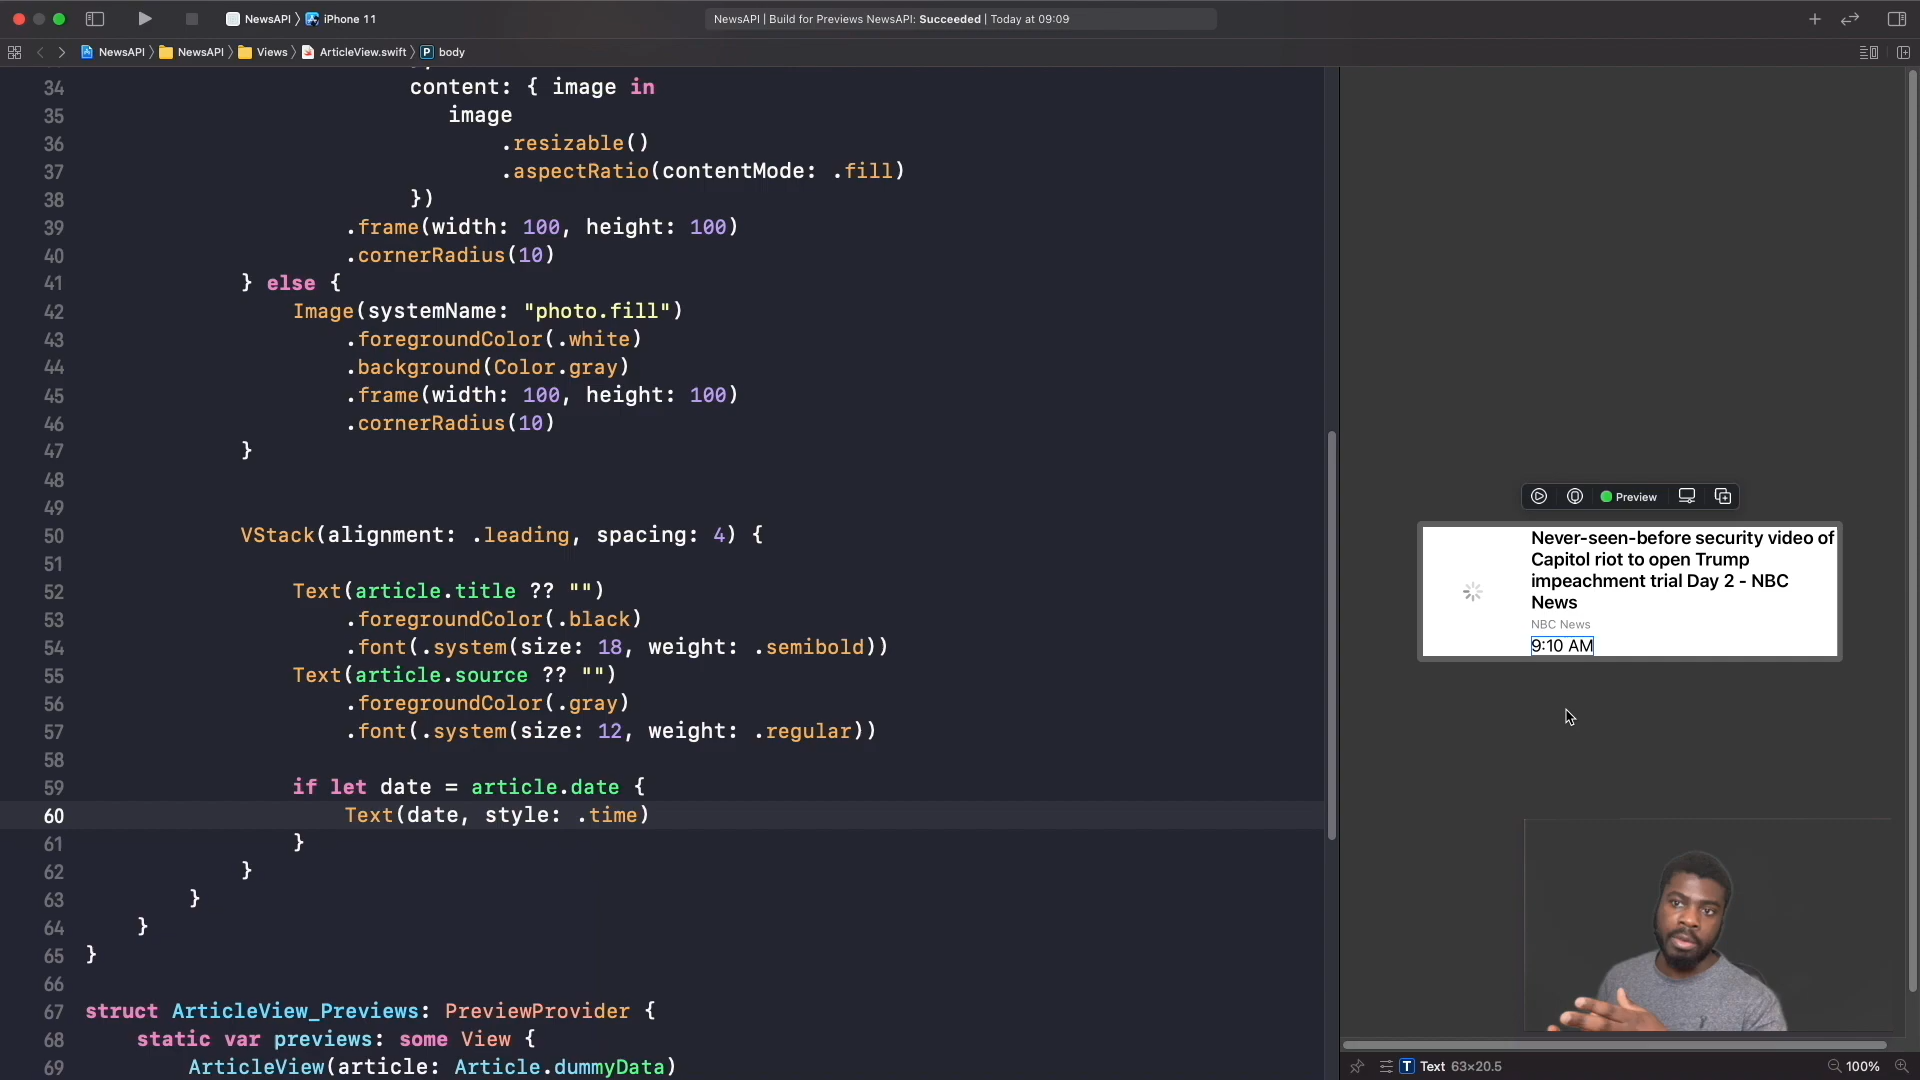 NewsAPI 〉 iPhone 11
NewsAPI | Build for Previews NewsAPI: Succeeded | Today at 09:09
NewsAPI 〉 NewsAPI 〉 Views 〉 ArticleView.swift 〉 P body
34 content: { image in
35 image
36 .resizable()
37 .aspectRatio(contentMode: .fill)
38 })
39 .frame(width: 100, height: 100)
40 .cornerRadius(10)
41 } else {
42 Image(systemName: "photo.fill")
43 .foregroundColor(.white)
44 .background(Color.gray)
45 .frame(width: 100, height: 100)
46 .cornerRadius(10)
47 }
48
49
50 VStack(alignment: .leading, spacing: 4) {
51
52 Text(article.title ?? "")
53 .foregroundColor(.black)
54 .font(.system(size: 18, weight: .semibold))
55 Text(article.source ?? "")
56 .foregroundColor(.gray)
57 .font(.system(size: 12, weight: .regular))
58
59 if let date = article.date {
60 Text(date, style: .time)
61 }
62 }
63 }
64 }
65 }
66
67 struct ArticleView_Previews: PreviewProvider {
68 static var previews: some View {
69 ArticleView(article: Article.dummyData)
Preview
Never-seen-before security video of
Capitol riot to open Trump
impeachment trial Day 2 - NBC
News
NBC News
9:10 AM
T Text 63×20.5
100%